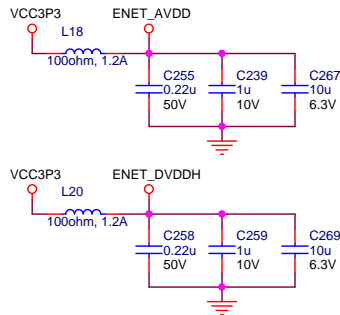 VCC3P3
ENET_AVDD
L18
100ohm, 1.2A
C255
0.22u
50V
C239
1u
10V
C267
10u
6.3V
VCC3P3
ENET_DVDDH
L20
100ohm, 1.2A
C258
0.22u
50V
C259
1u
10V
C269
10u
6.3V